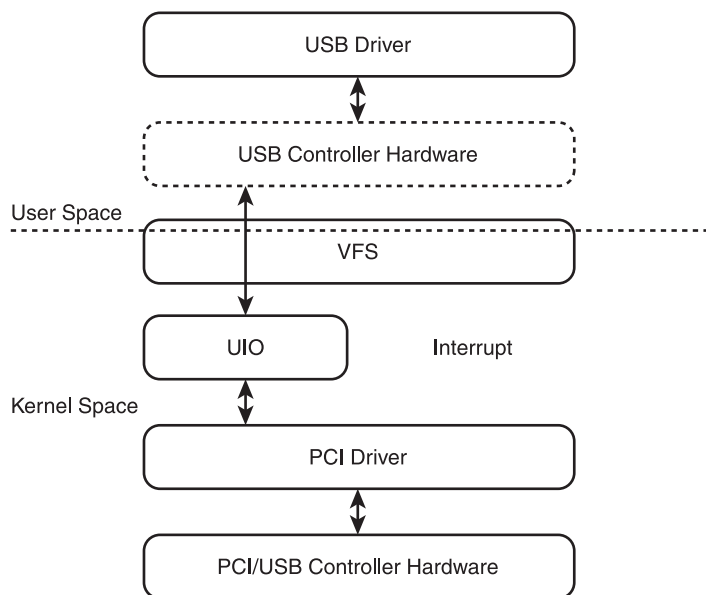 USB Driver
USB Controller Hardware
User Space
VFS
UIO
Interrupt
Kernel Space
PCI Driver
PCI/USB Controller Hardware